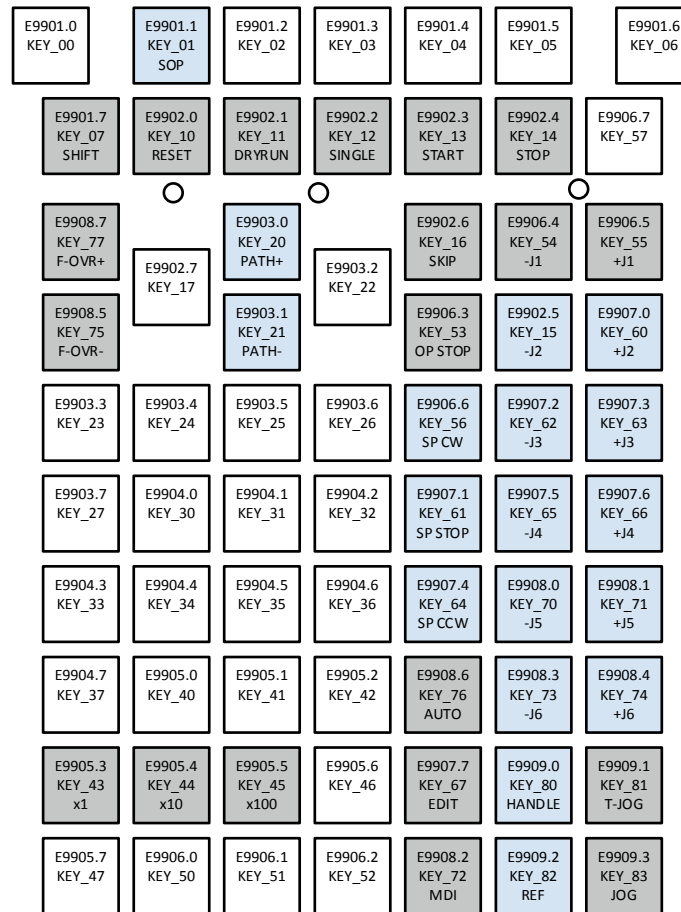 E9901.0
KEY_00
E9901.1
KEY_01
SOP
E9901.2
KEY_02
E9901.3
KEY_03
E9901.4
KEY_04
E9901.5
KEY_05
E9901.6
KEY_06
E9901.7
KEY_07
SHIFT
E9902.0
KEY_10
RESET
E9902.1
KEY_11
DRYRUN
E9902.2
KEY_12
SINGLE
E9902.3
KEY_13
START
E9902.4
KEY_14
STOP
E9906.7
KEY_57
E9908.7
KEY_77
F-OVR+
E9902.7
KEY_17
E9903.0
KEY_20
PATH+
E9903.2
KEY_22
E9902.6
KEY_16
SKIP
E9906.4
KEY_54
-J1
E9906.5
KEY_55
+J1
E9908.5
KEY_75
F-OVR-
E9903.1
KEY_21
PATH-
E9906.3
KEY_53
OP STOP
E9902.5
KEY_15
-J2
E9907.0
KEY_60
+J2
E9903.3
KEY_23
E9903.4
KEY_24
E9903.5
KEY_25
E9903.6
KEY_26
E9906.6
KEY_56
SP CW
E9907.2
KEY_62
-J3
E9907.3
KEY_63
+J3
E9903.7
KEY_27
E9904.0
KEY_30
E9904.1
KEY_31
E9904.2
KEY_32
E9907.1
KEY_61
SP STOP
E9907.5
KEY_65
-J4
E9907.6
KEY_66
+J4
E9904.3
KEY_33
E9904.4
KEY_34
E9904.5
KEY_35
E9904.6
KEY_36
E9907.4
KEY_64
SP CCW
E9908.0
KEY_70
-J5
E9908.1
KEY_71
+J5
E9904.7
KEY_37
E9905.0
KEY_40
E9905.1
KEY_41
E9905.2
KEY_42
E9908.6
KEY_76
AUTO
E9908.3
KEY_73
-J6
E9908.4
KEY_74
+J6
E9905.3
KEY_43
x1
E9905.4
KEY_44
x10
E9905.5
KEY_45
x100
E9905.6
KEY_46
E9907.7
KEY_67
EDIT
E9909.0
KEY_80
HANDLE
E9909.1
KEY_81
T-JOG
E9905.7
KEY_47
E9906.0
KEY_50
E9906.1
KEY_51
E9906.2
KEY_52
E9908.2
KEY_72
MDI
E9909.2
KEY_82
REF
E9909.3
KEY_83
JOG